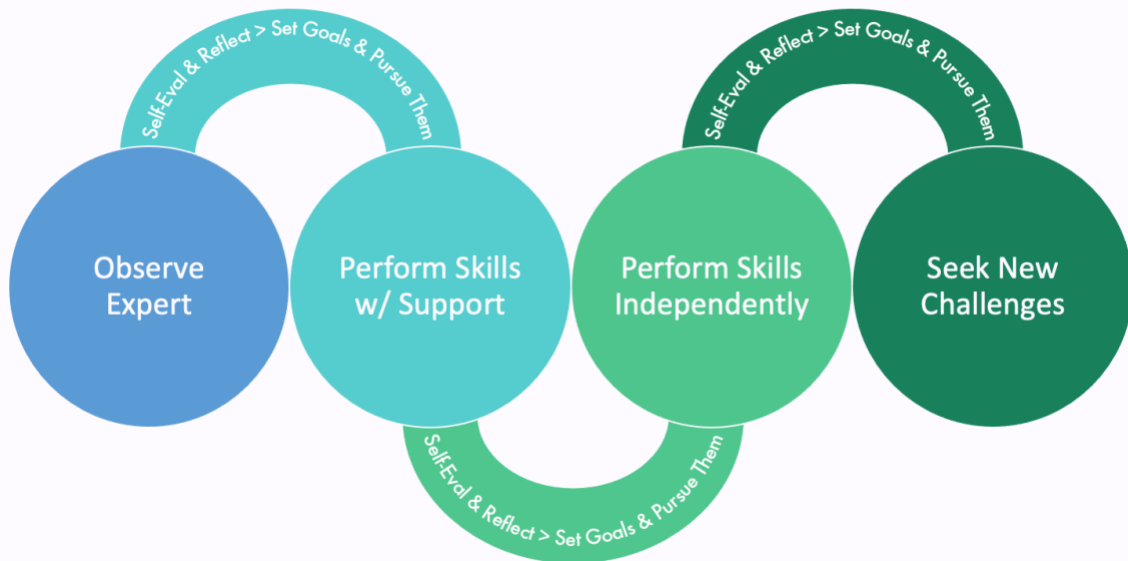 Self-Eval & Reflect > Set Goals & Pursue Them
Self-Eval & Reflect > Set Goals & Pursue Them
Observe
Expert
Perform Skills
w/ Support
Perform Skills
Independently
Seek New
Challenges
Self-Eval & Reflect > Set Goals & Pursue Them